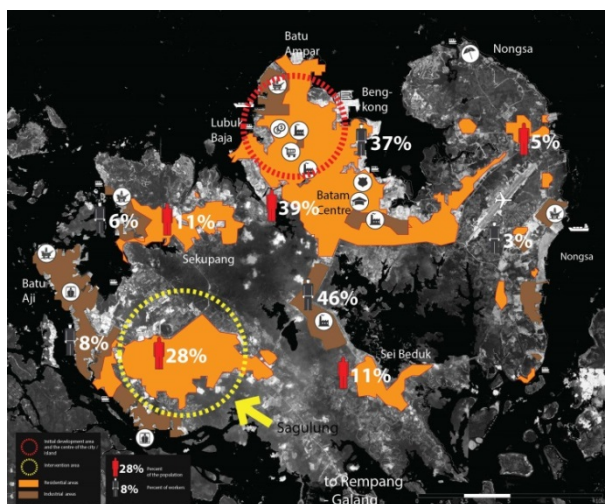 Batu
Ampar
Nongsa
Beng-
kong
Lubuk
Baja
37%
5%
Batam
Centre
39%
6%
11%
3%
Sekupang
Nongsa
Batu
Aji
46%
8%
28%
Sei Beduk
11%
Sagulung
Initial development area
and the centre of the city /
island
Intervention area
Residential areas
Industrial areas
28%
Percent
of the population
8%
Percent of workers
to Rempang
- Galang